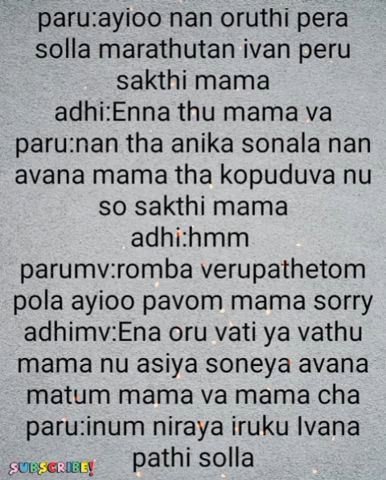 paru:ayioo nan oruthi pera
solla marathutan ivan peru
sakthi mama
adhi:Enna thu mama va
paru:nan tha anika sonala nan
avana mama tha kopuduva nu
so sakthi mama
adhi:hmm
parumv:romba verupathetom
pola ayioo pavom mama sorry
adhimv:Ena oru vati ya vathu
mama nu asiya soneya avana
matum mama va mama cha
paru:inum niraya iruku Ivana
pathi solla
SUBSCRIBE!